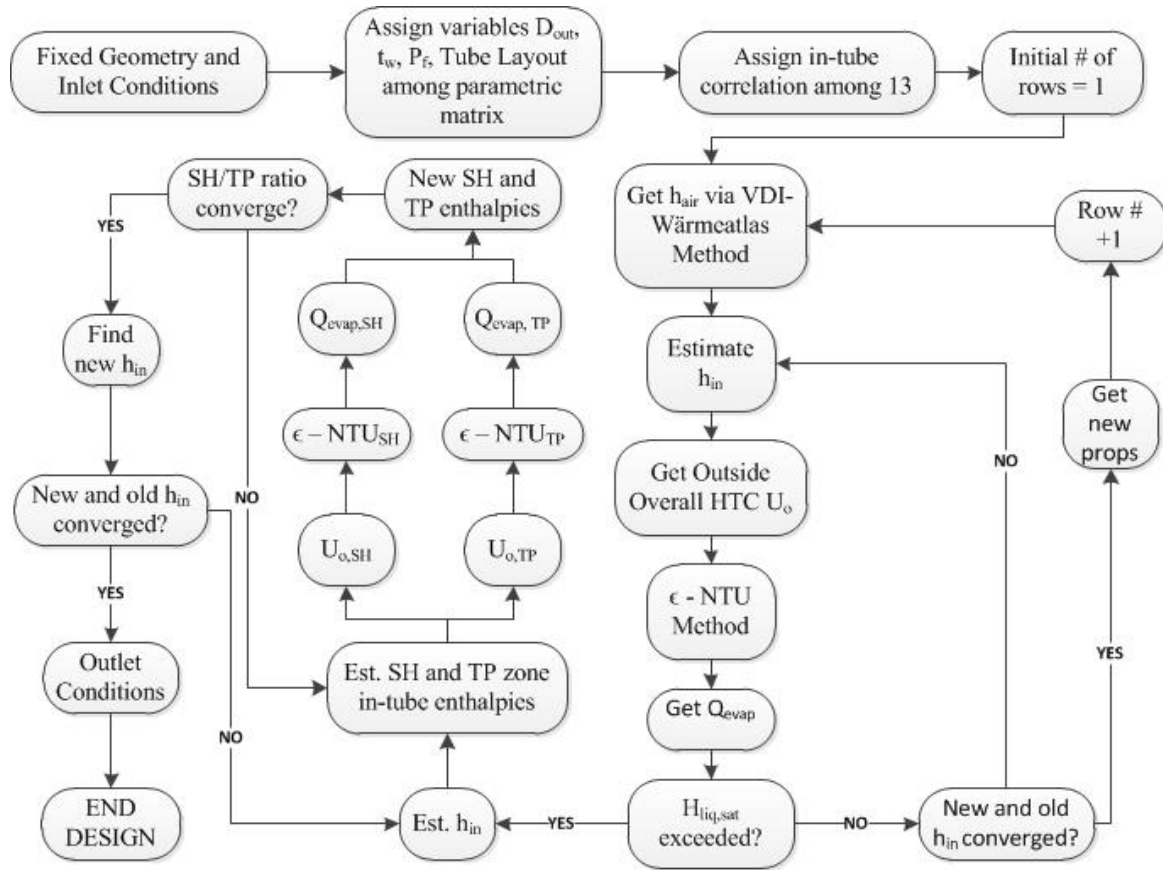 Fixed Geometry and
Inlet Conditions
Assign variables Dout,
tw, Pf, Tube Layout
among parametric
matrix
Assign in-tube
correlation among 13
Initial # of
rows = 1
SH/TP ratio
converge?
New SH and
TP enthalpies
Get hair via VDI-
Wärmeatlas
Method
Row #
+1
YES
Find
new hin
Qevap,SH
Qevap, TP
Estimate
hin
Get
new
props
ϵ – NTUSH
ϵ – NTUTP
NO
New and old hin
converged?
NO
Get Outside
Overall HTC Uo
Uo,SH
Uo,TP
YES
ϵ - NTU
Method
YES
Outlet
Conditions
Est. SH and TP zone
in-tube enthalpies
Get Qevap
NO
END
DESIGN
Est. hin
YES
Hliq,sat
exceeded?
NO
New and old
hin converged?